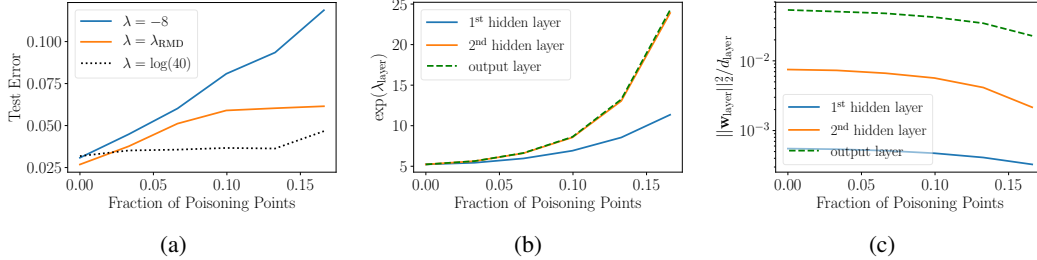 0.100
0.075
0.050
0.025
Test Error
λ = −8
λ = λ_RMD
λ = log(40)
0.00 0.05 0.10 0.15
Fraction of Poisoning Points
(a)
25
20
15
10
5
exp(λ_layer)
1st hidden layer
2nd hidden layer
output layer
0.00 0.05 0.10 0.15
Fraction of Poisoning Points
(b)
10⁻²
10⁻³
||w_layer||₂²/d_layer
1st hidden layer
2nd hidden layer
output layer
0.00 0.05 0.10 0.15
Fraction of Poisoning Points
(c)